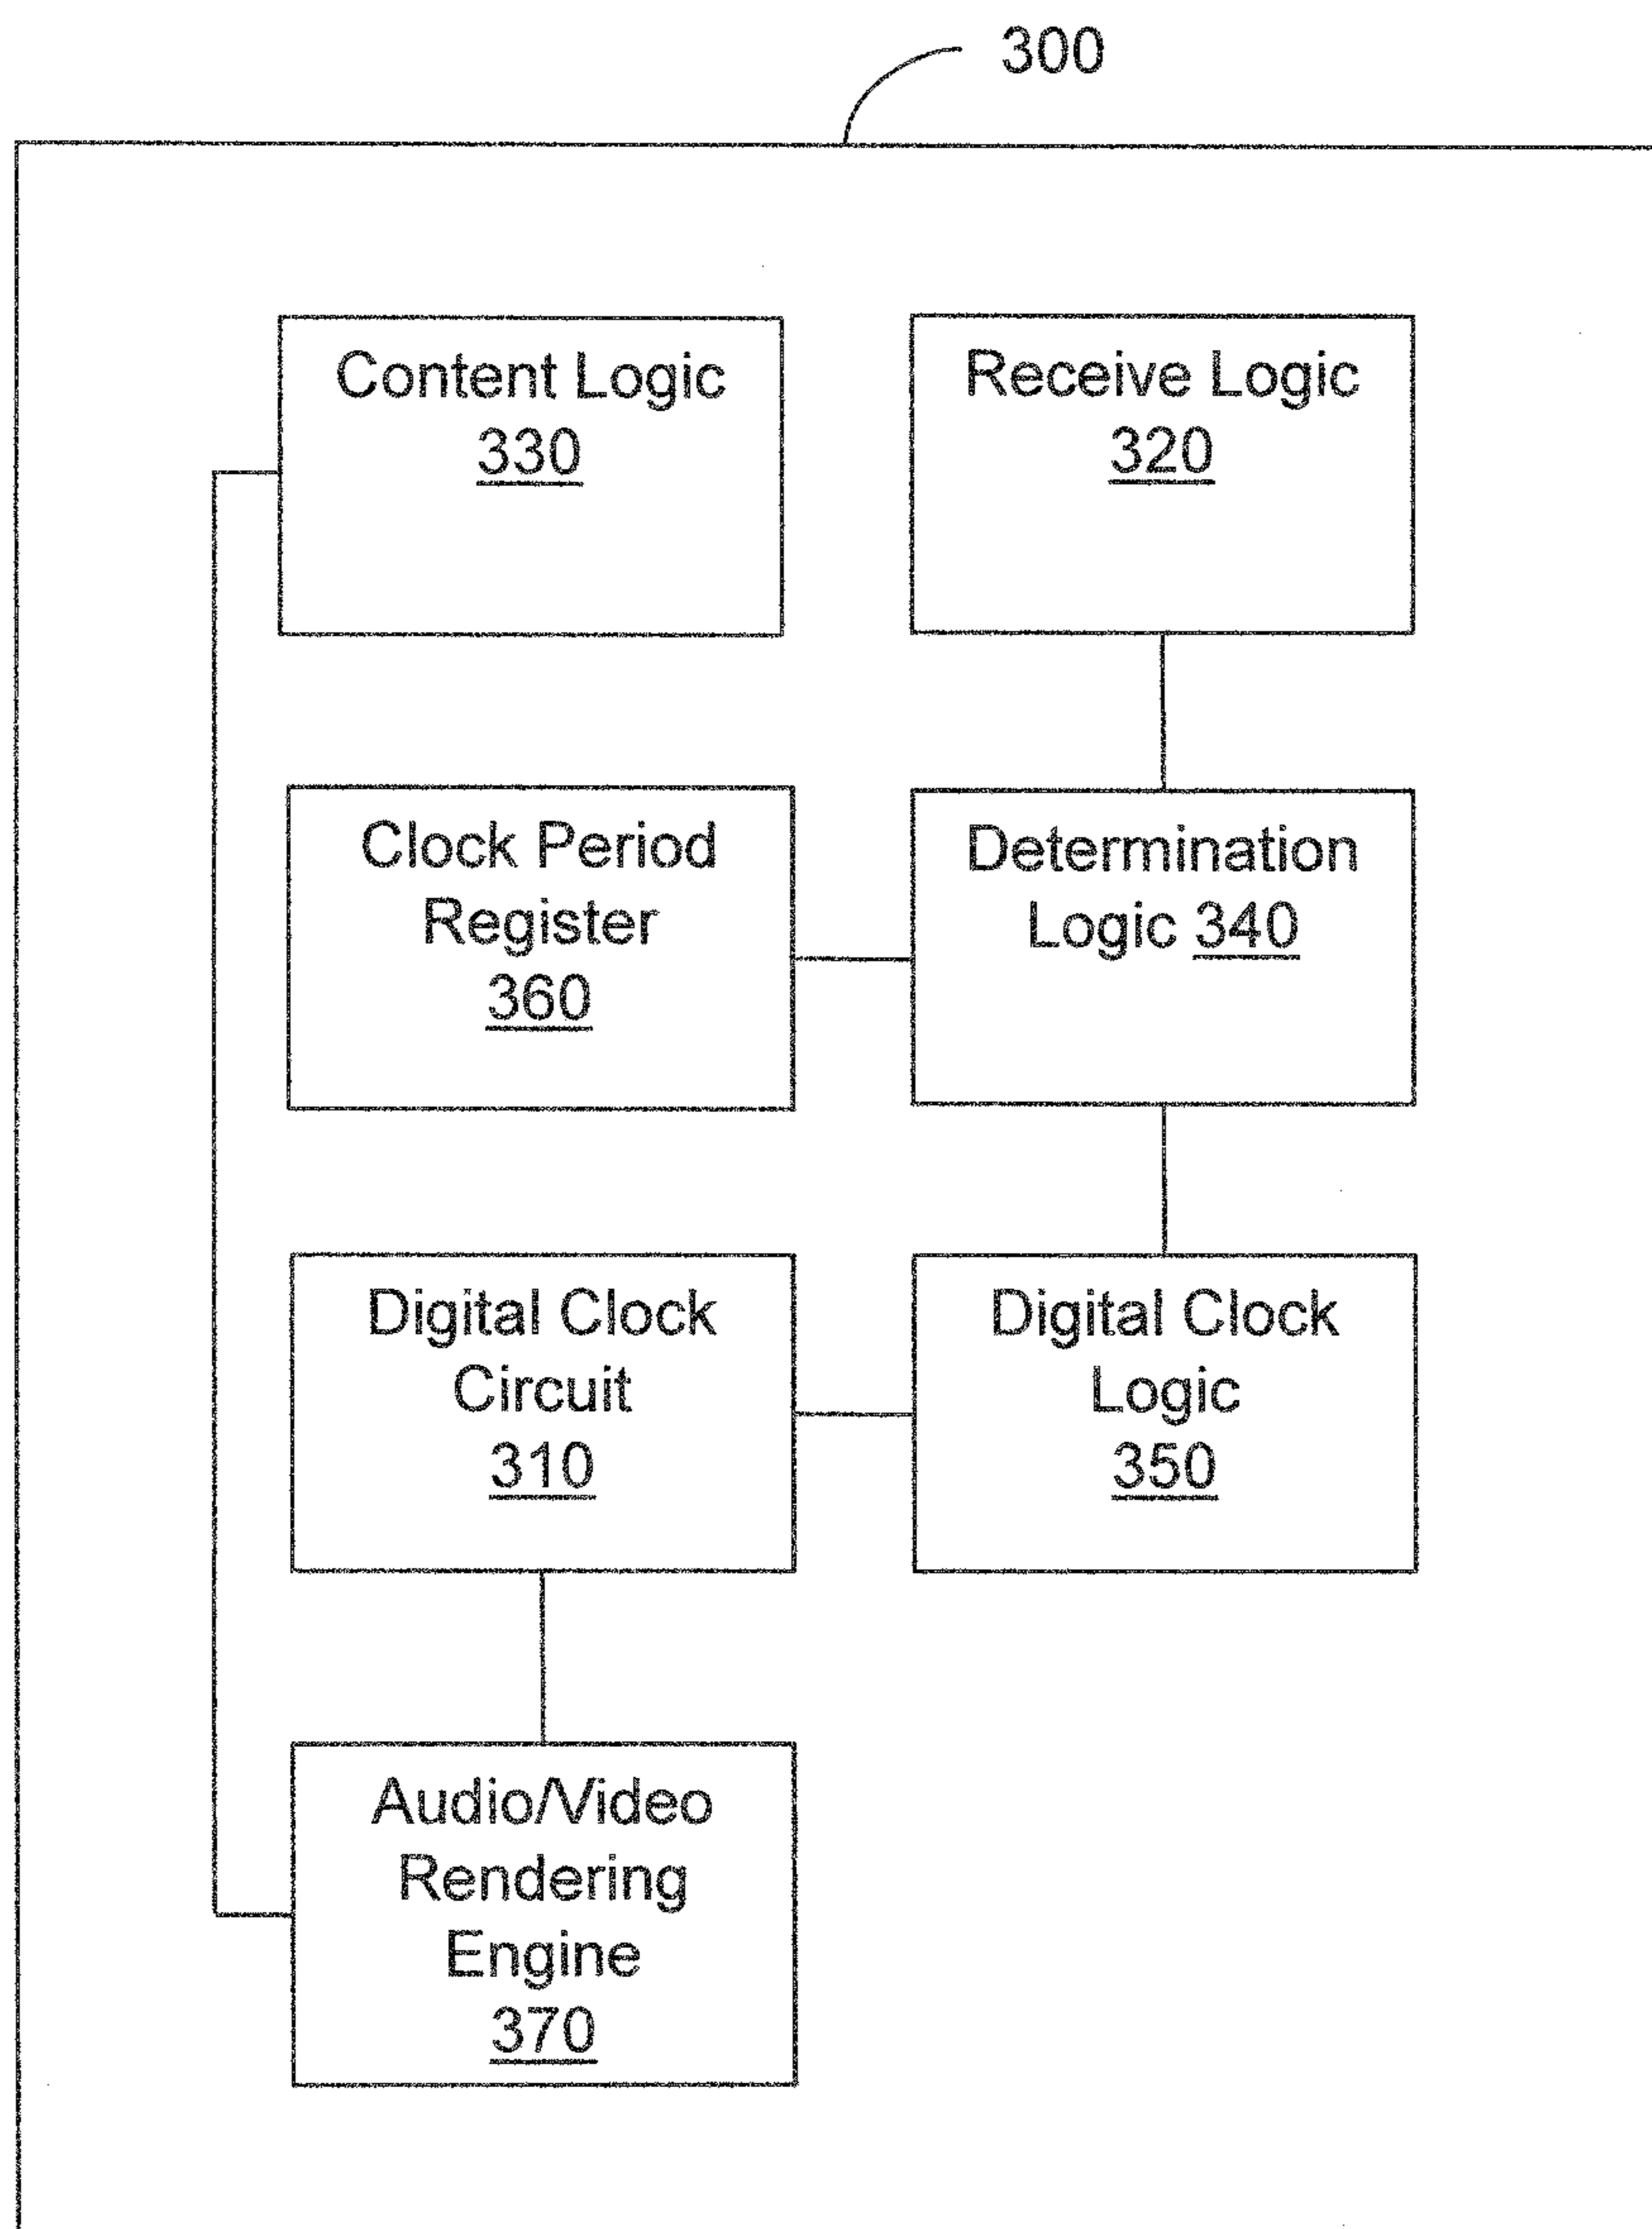 300
Content Logic
330
Receive Logic
320
Clock Period
Register
360
Determination
Logic 340
Digital Clock
Circuit
310
Digital Clock
Logic
350
Audio/Video
Rendering
Engine
370